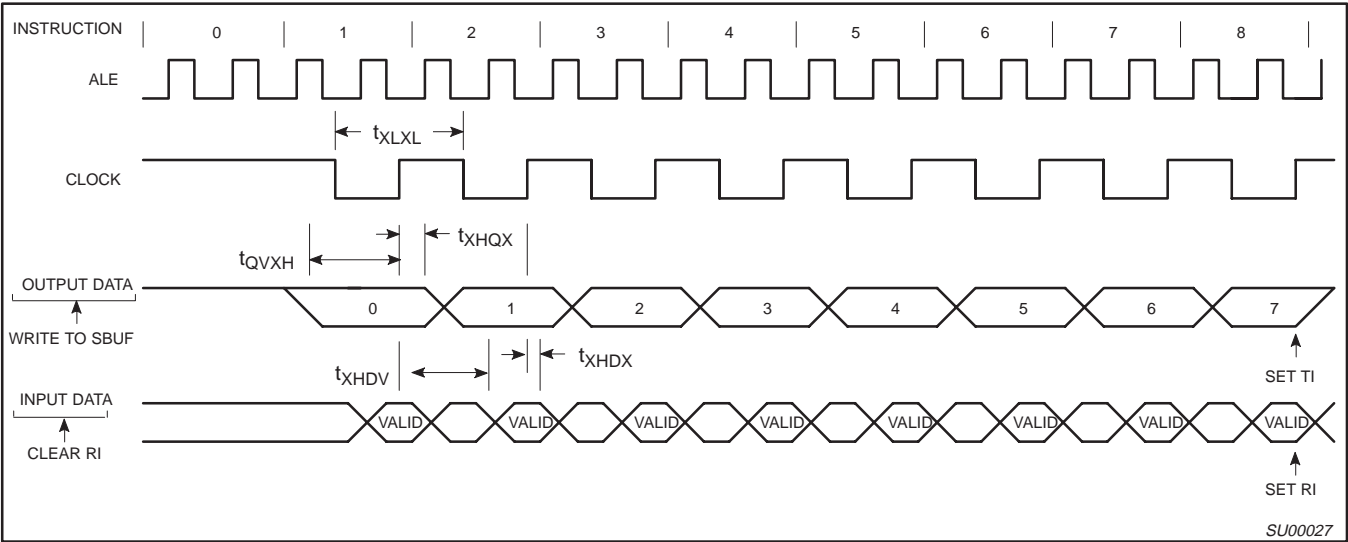 INSTRUCTION 0 1 2 3 4 5 6 7 8
ALE
tXLXL
CLOCK
tXHQX
tQVXH
OUTPUT DATA
0 1 2 3 4 5 6 7
WRITE TO SBUF
tXHDX
tXHDV
SET TI
INPUT DATA
VALID VALID VALID VALID VALID VALID VALID VALID
CLEAR RI
SET RI
SU00027